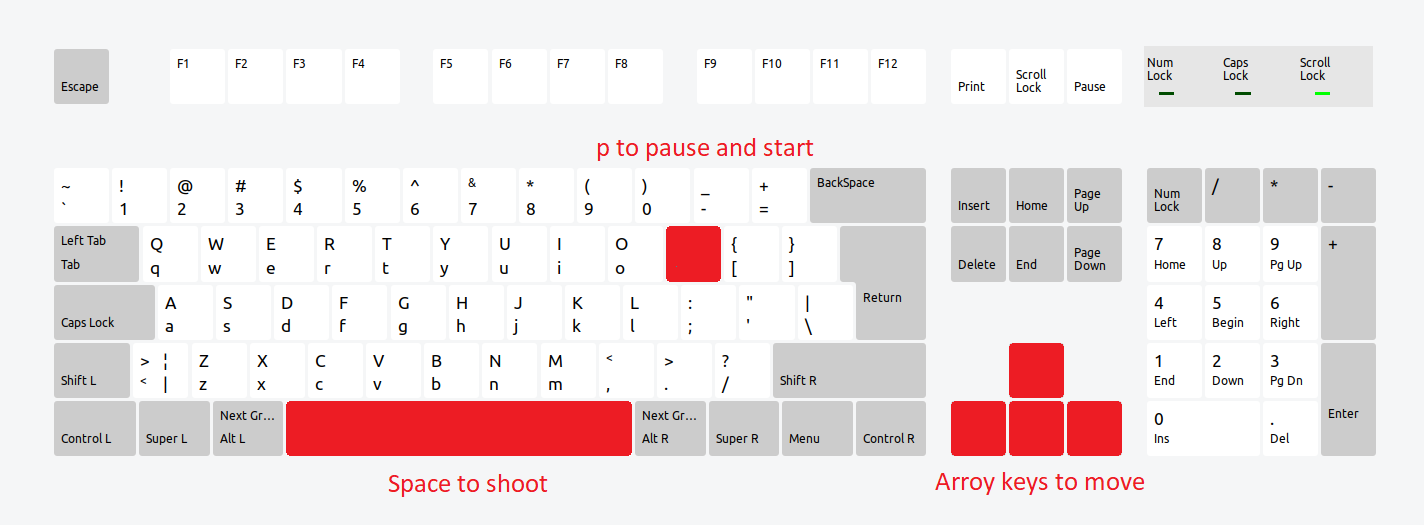 F1 F2 F3 F4 F5 F6 F7 F8 F9 F10 F11 F12
Escape Print Scroll Lock Pause Num Lock Caps Lock Scroll Lock
p to pause and start
~ ! @ # $ % ^ & * ( ) _ + BackSpace
` 1 2 3 4 5 6 7 8 9 0 - =
Insert Home Page Up Num Lock / * -
Left Tab Q W E R T Y U I O { }
Tab q w e r t y u i o [ ]
Delete End Page Down 7 Home 8 Up 9 Pg Up +
A S D F G H J K L : " |
Caps Lock a s d f g h j k l ; ' \ Return
4 Left 5 Begin 6 Right
> ¦ Z X C V B N M < > ?
Shift L < | z x c v b n m , . / Shift R
1 End 2 Down 3 Pg Dn
Next Gr... Next Gr...
Control L Super L Alt L Alt R Super R Menu Control R
0 Ins . Del Enter
Space to shoot
Arroy keys to move